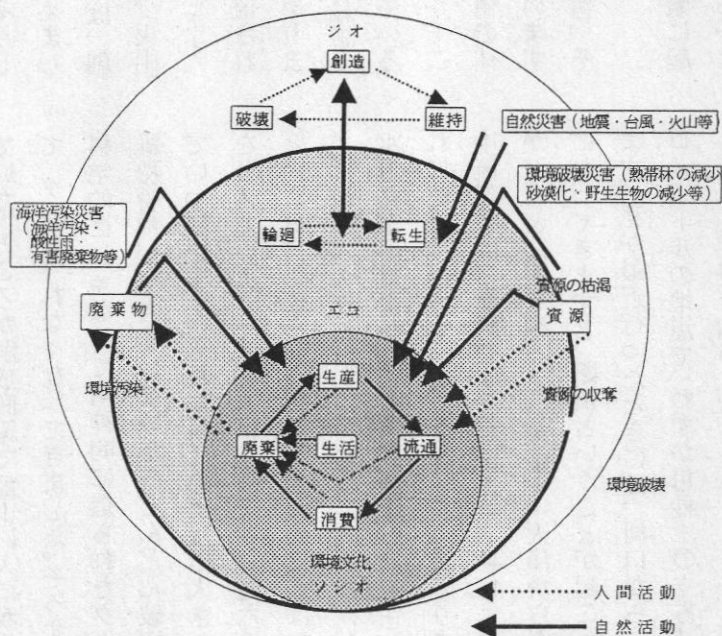 ジオ
創造
破壊
維持
自然災害(地震・台風・火山等)
環境破壊災害(熱帯林の減少
砂漠化、野生生物の減少等)
海洋汚染災害
(海洋汚染・
酸性雨・
有害廃棄物等)
輪廻
転生
廃棄物
エコ
資源の枯渇
資源
生産
環境汚染
資源の収奪
廃棄
生活
流通
環境破壊
消費
環境文化
ソシオ
人間活動
自然活動